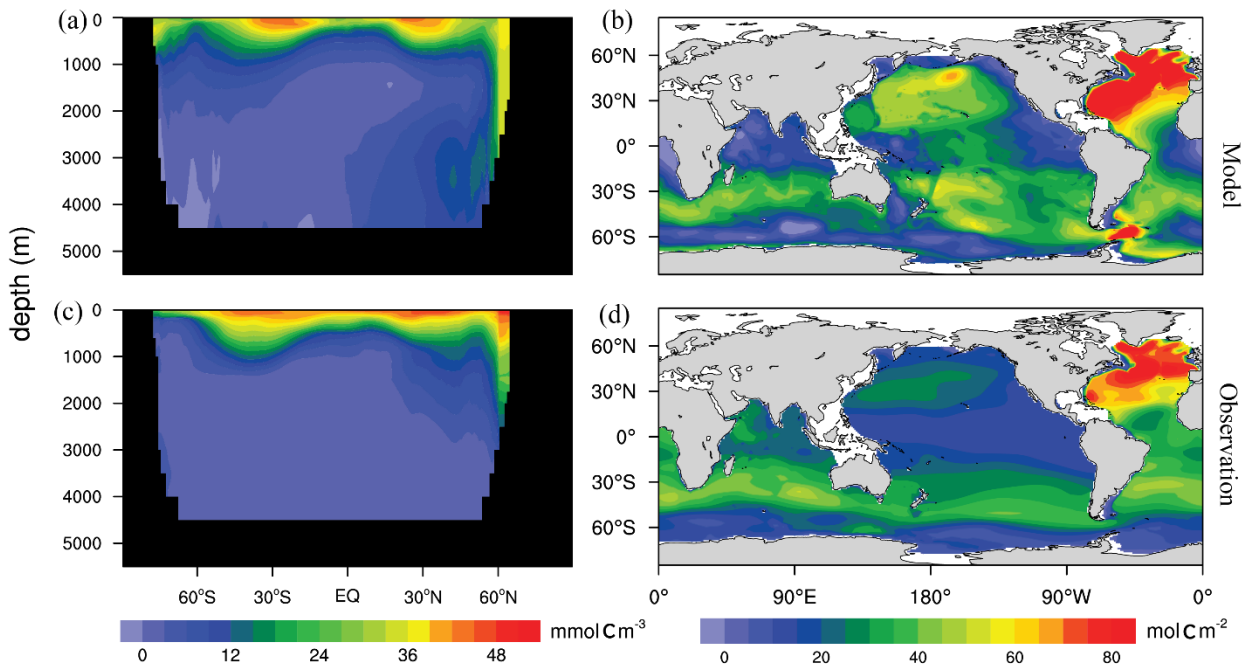 (a)
(b)
0
1000
2000
3000
4000
5000
60°N
30°N
0°
30°S
60°S
Model
depth (m)
(c)
(d)
0
1000
2000
3000
4000
5000
60°N
30°N
0°
30°S
60°S
Observation
60°S 30°S EQ 30°N 60°N
0° 90°E 180° 90°W 0°
mmol C m⁻³
0 12 24 36 48
mol C m⁻²
0 20 40 60 80